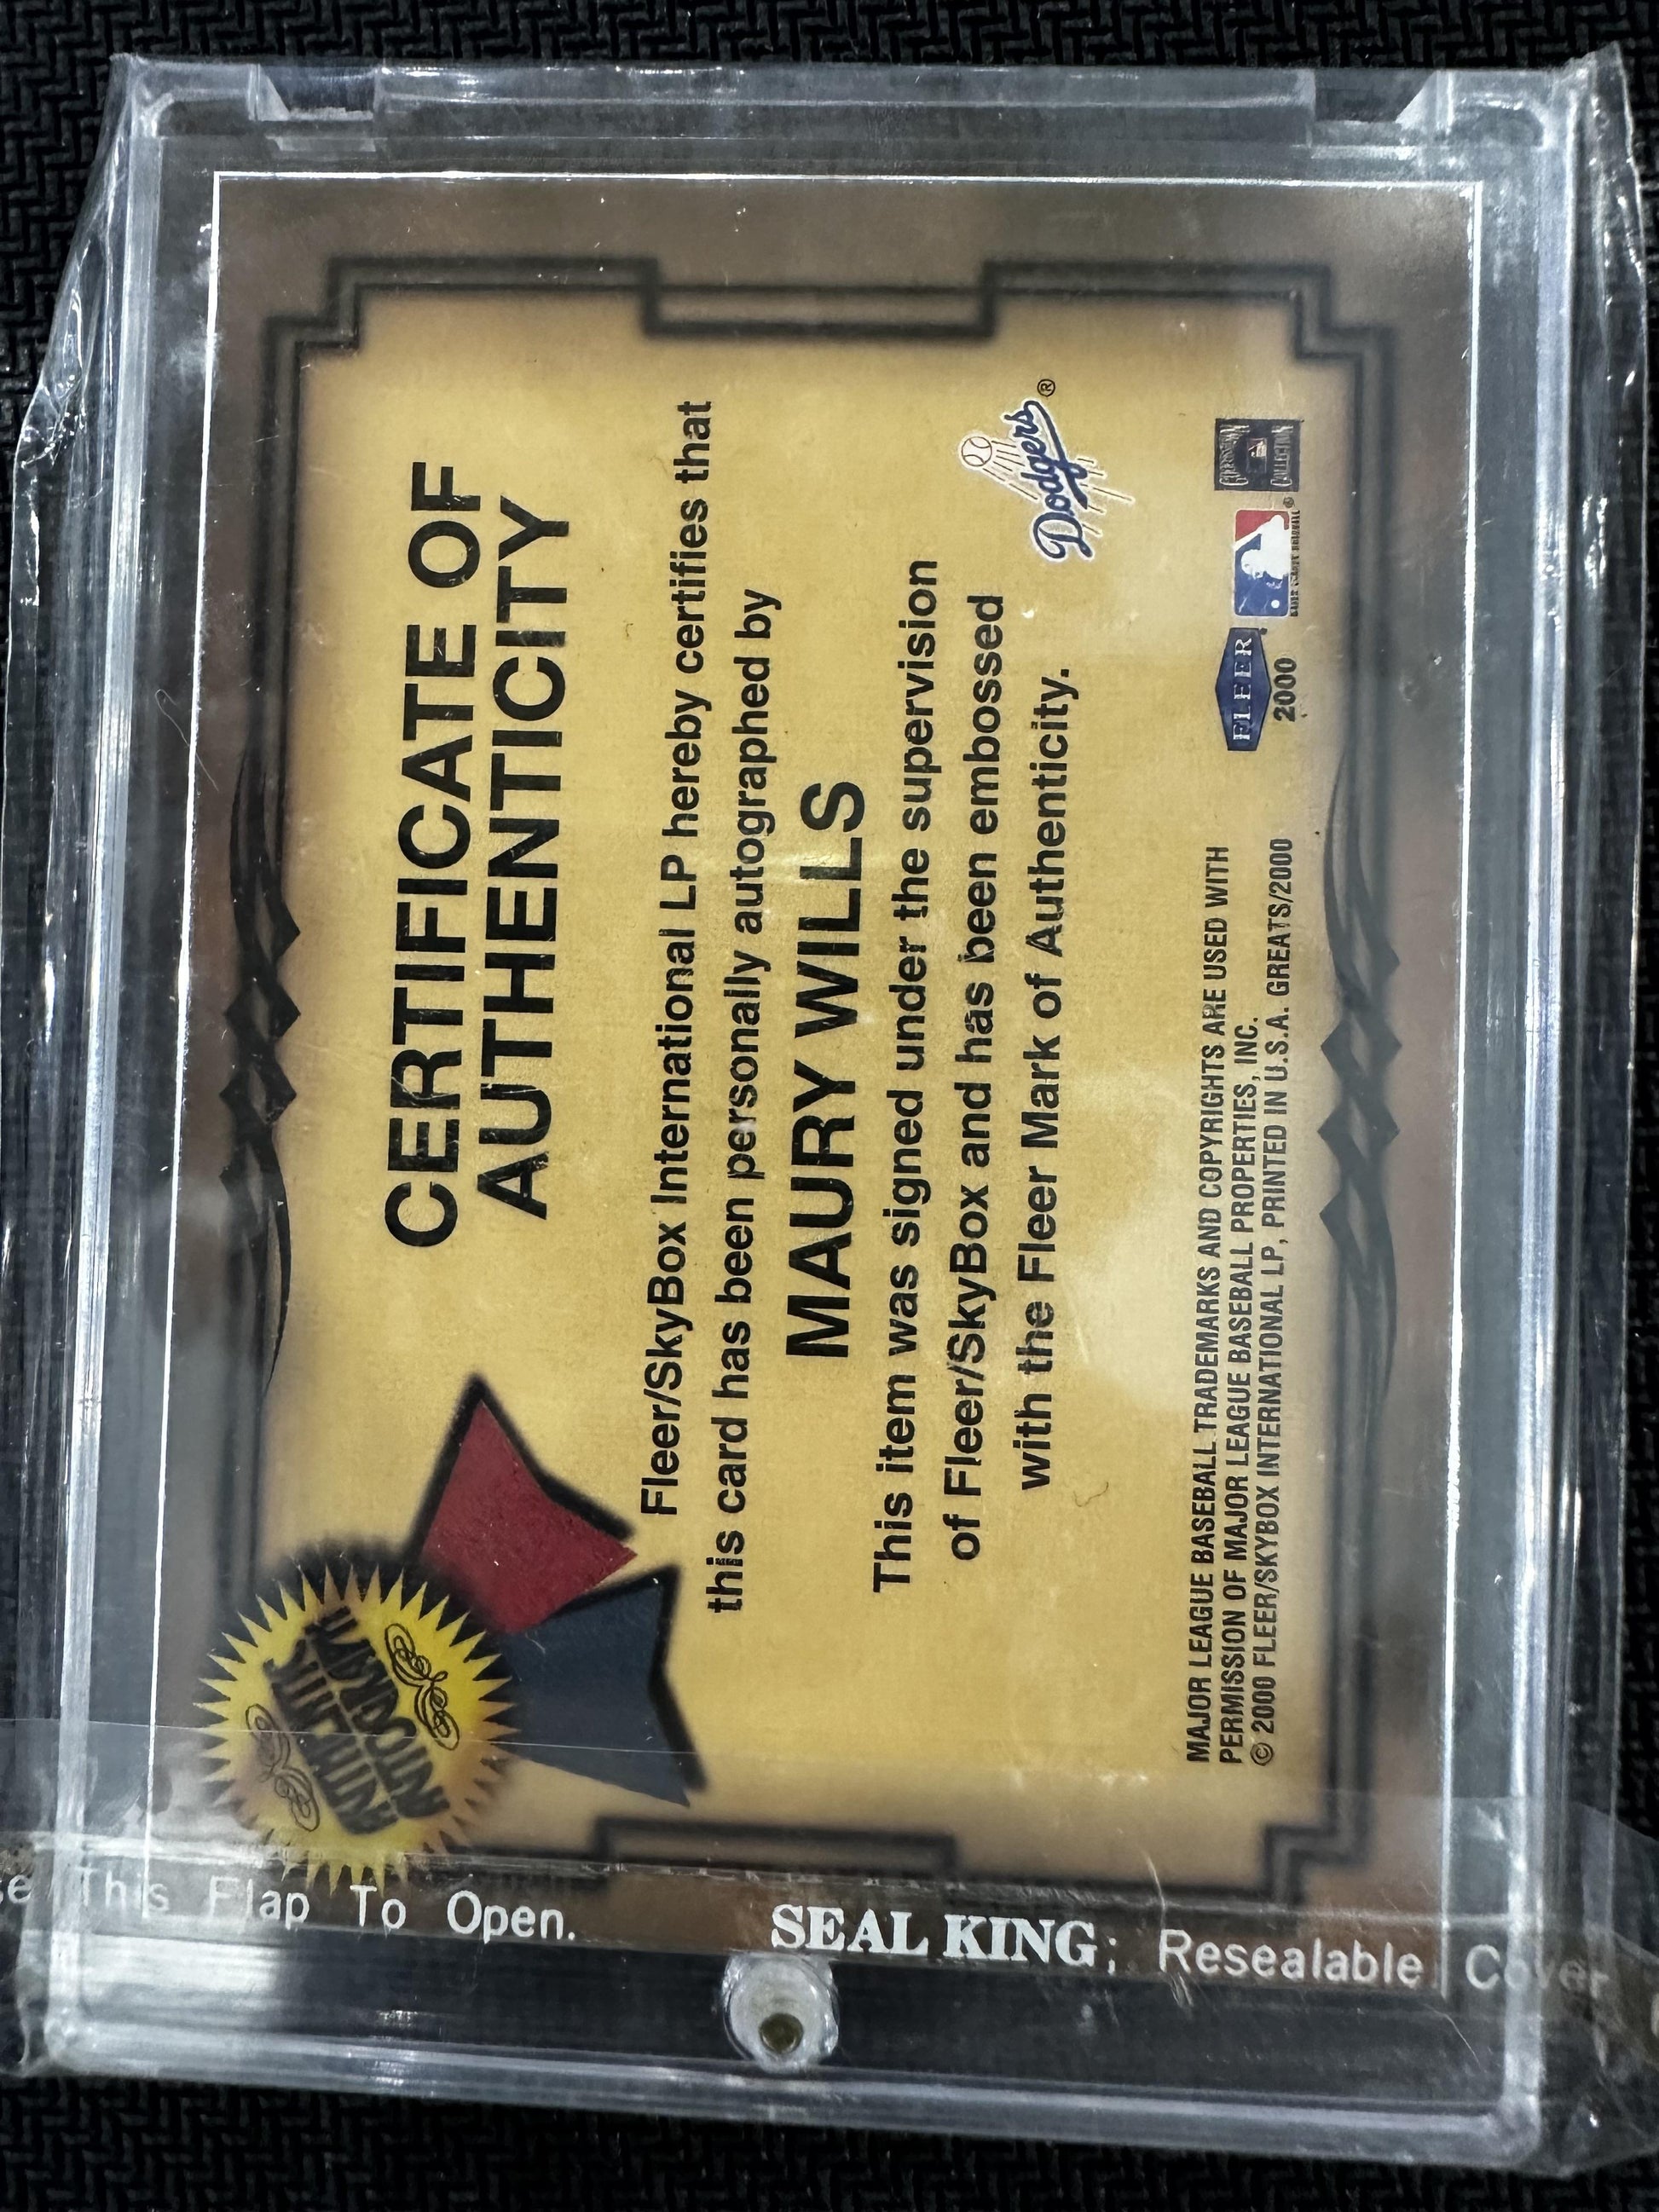 CERTIFICATE OF
AUTHENTICITY
Fleer/SkyBox International LP hereby certifies that
this card has been personally autographed by
MAURY WILLS
This item was signed under the supervision
of Fleer/SkyBox and has been embossed
with the Fleer Mark of Authenticity.
Dodgers®
MAJOR LEAGUE BASEBALL TRADEMARKS AND COPYRIGHTS ARE USED WITH
PERMISSION OF MAJOR LEAGUE BASEBALL PROPERTIES, INC.
© 2000 FLEER/SKYBOX INTERNATIONAL LP, PRINTED IN U.S.A. GREATS/2000
FLEER
2000
COLLECTION
This Flap To Open. SEAL KING; Resealable Cover